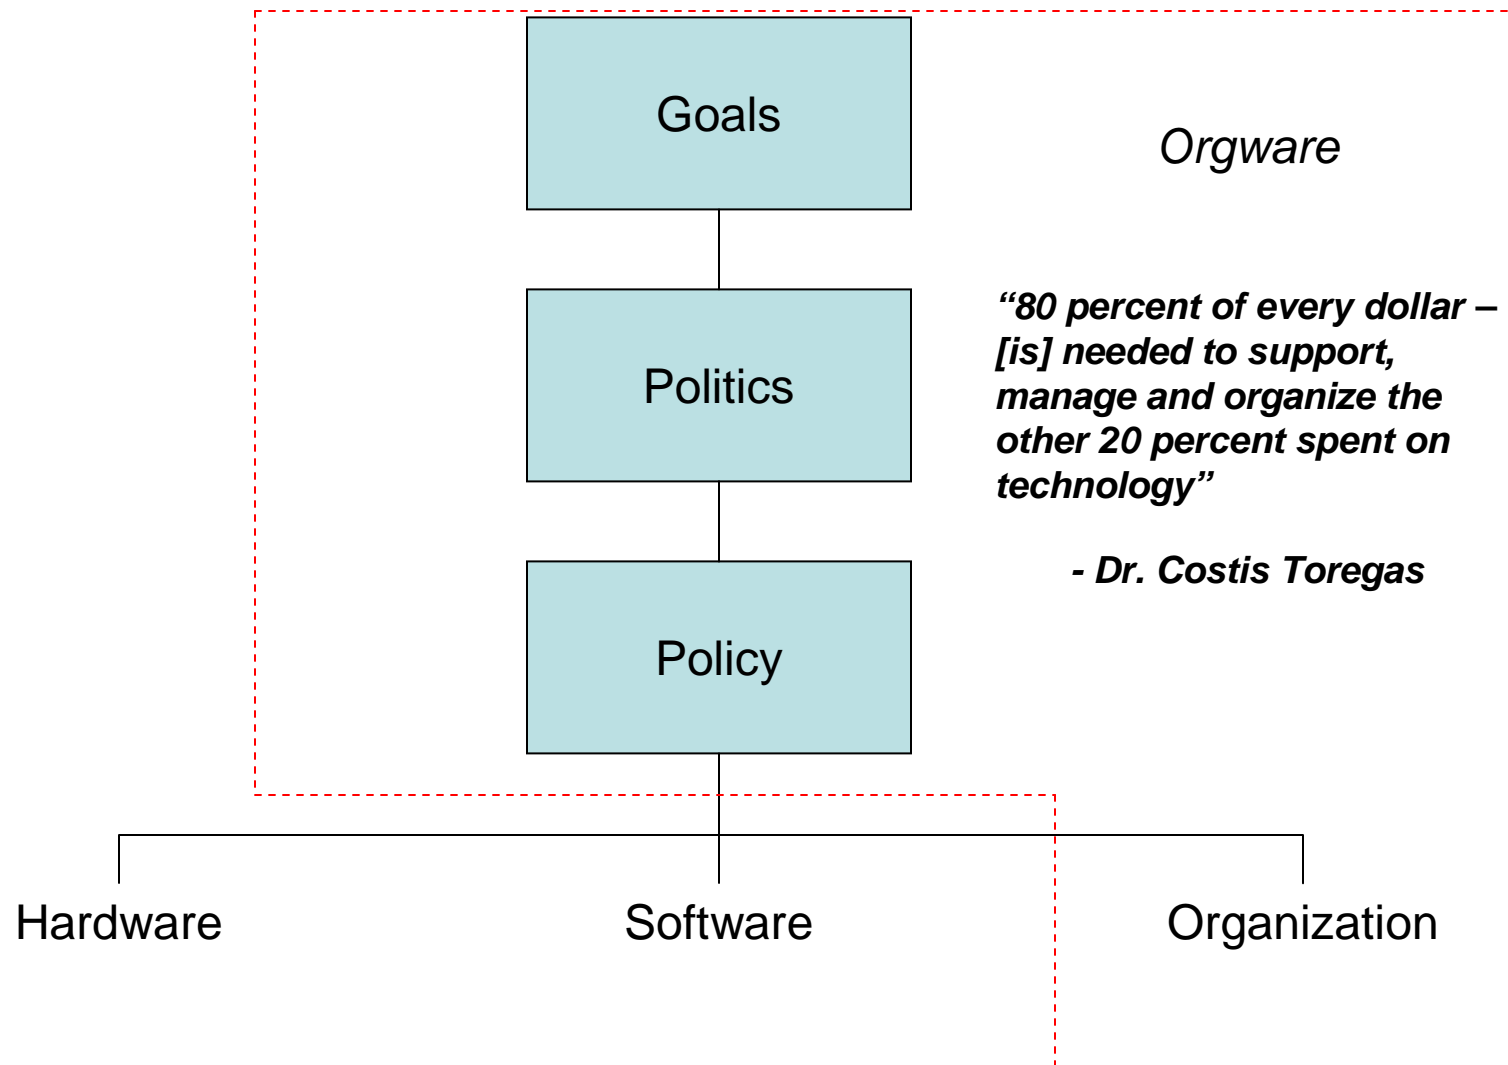 Goals
Orgware
“80 percent of every dollar –
[is] needed to support,
manage and organize the
other 20 percent spent on
technology”
- Dr. Costis Toregas
Politics
Policy
Hardware
Software
Organization